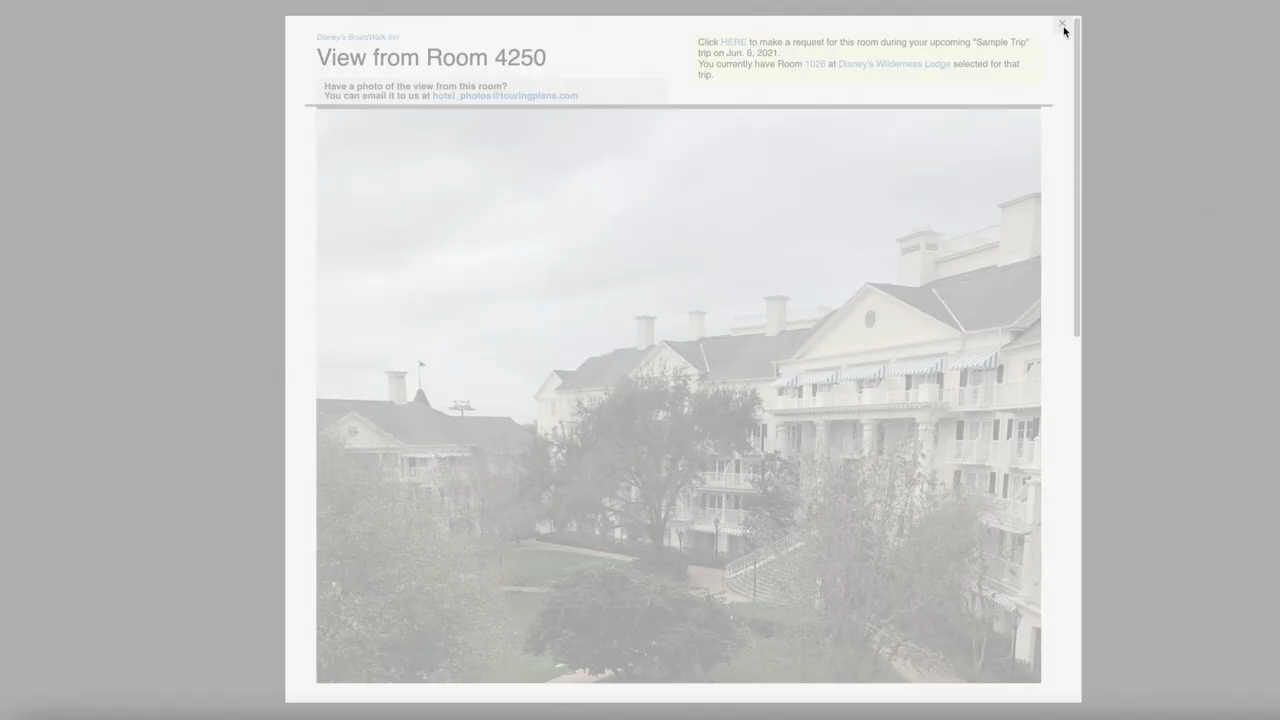 Disney's BoardWalk Inn
View from Room 4250
Have a photo of the view from this room?
You can email it to us at hotel_photos@touringplans.com
Click HERE to make a request for this room during your upcoming "Sample Trip"
trip on Jun. 6, 2021.
You currently have Room 1026 at Disney's Wilderness Lodge selected for that
trip.